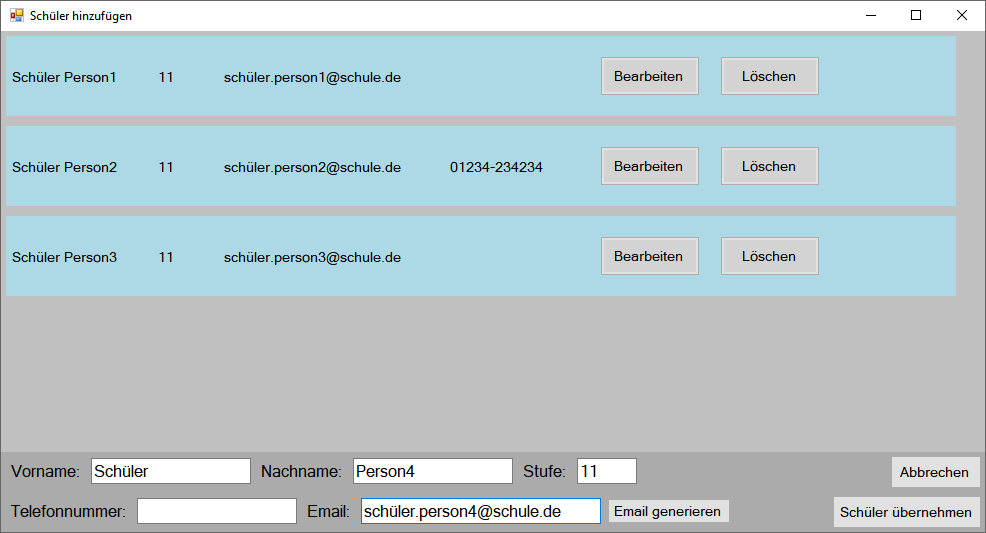 Schüler hinzufügen
Schüler Person1 11 schüler.person1@schule.de Bearbeiten Löschen
Schüler Person2 11 schüler.person2@schule.de 01234-234234 Bearbeiten Löschen
Schüler Person3 11 schüler.person3@schule.de Bearbeiten Löschen
Vorname: Schüler Nachname: Person4 Stufe: 11 Abbrechen
Telefonnummer: Email: schüler.person4@schule.de Email generieren Schüler übernehmen